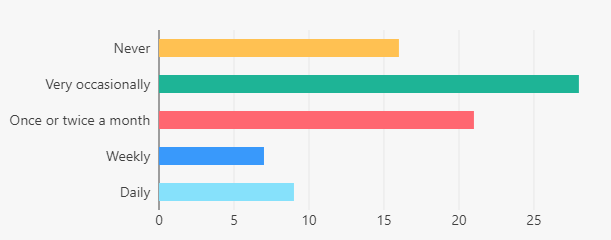 Never
Very occasionally
Once or twice a month
Weekly
Daily
0 5 10 15 20 25